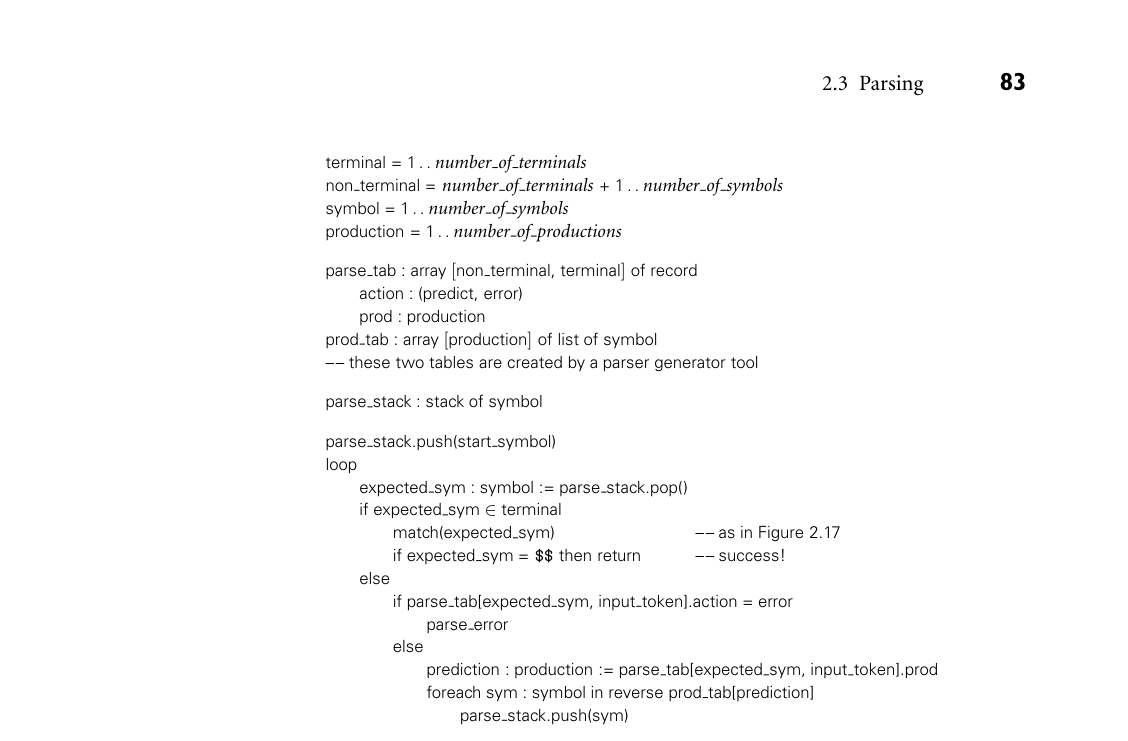 2.3 Parsing 83
terminal = 1 . . number_of_terminals
non_terminal = number_of_terminals + 1 . . number_of_symbols
symbol = 1 . . number_of_symbols
production = 1 . . number_of_productions
parse_tab : array [non_terminal, terminal] of record
action : (predict, error)
prod : production
prod_tab : array [production] of list of symbol
–– these two tables are created by a parser generator tool
parse_stack : stack of symbol
parse_stack.push(start_symbol)
loop
expected_sym : symbol := parse_stack.pop()
if expected_sym ∈ terminal
match(expected_sym) –– as in Figure 2.17
if expected_sym = $$ then return –– success!
else
if parse_tab[expected_sym, input_token].action = error
parse_error
else
prediction : production := parse_tab[expected_sym, input_token].prod
foreach sym : symbol in reverse prod_tab[prediction]
parse_stack.push(sym)